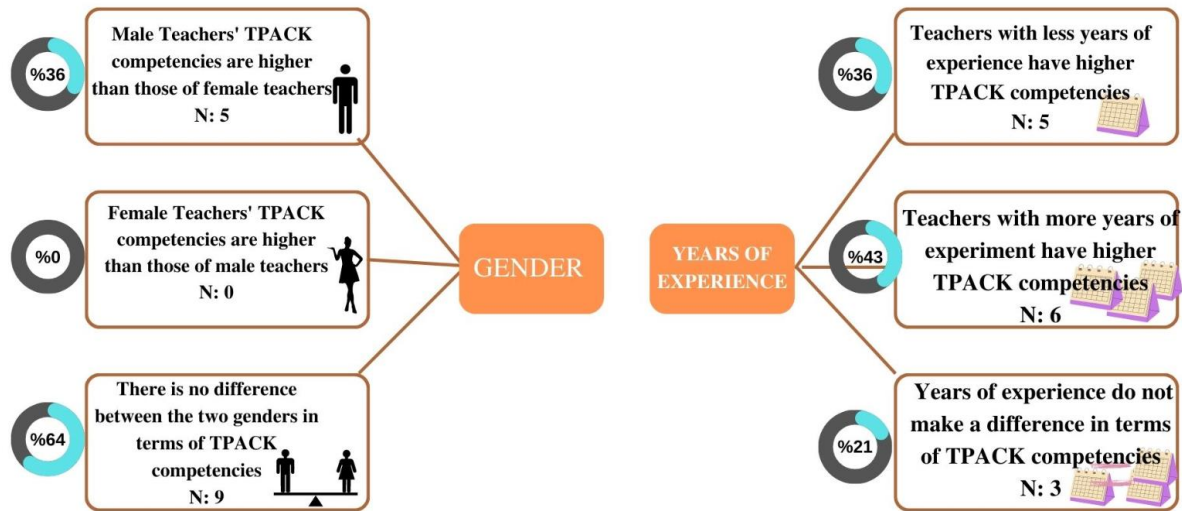 %36
Male Teachers' TPACK
competencies are higher
than those of female teachers
N: 5
%0
Female Teachers' TPACK
competencies are higher
than those of male teachers
N: 0
%64
There is no difference
between the two genders in
terms of TPACK
competencies
N: 9
GENDER
YEARS OF
EXPERIENCE
%36
Teachers with less years of
experience have higher
TPACK competencies
N: 5
%43
Teachers with more years of
experiment have higher
TPACK competencies
N: 6
%21
Years of experience do not
make a difference in terms
of TPACK competencies
N: 3